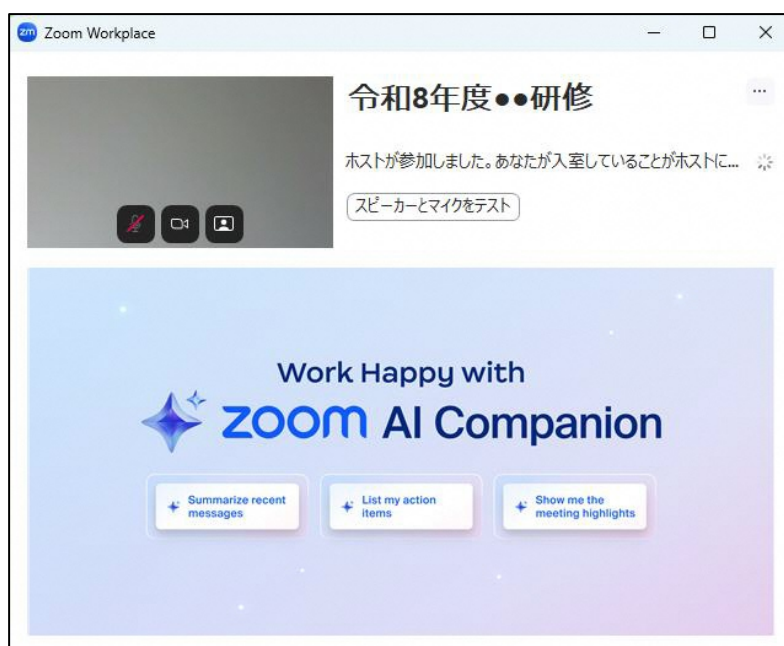 zm Zoom Workplace
令和8年度●●研修
ホストが参加しました。あなたが入室していることがホストに...
スピーカーとマイクをテスト
Work Happy with
zoom AI Companion
Summarize recent
messages
List my action
items
Show me the
meeting highlights